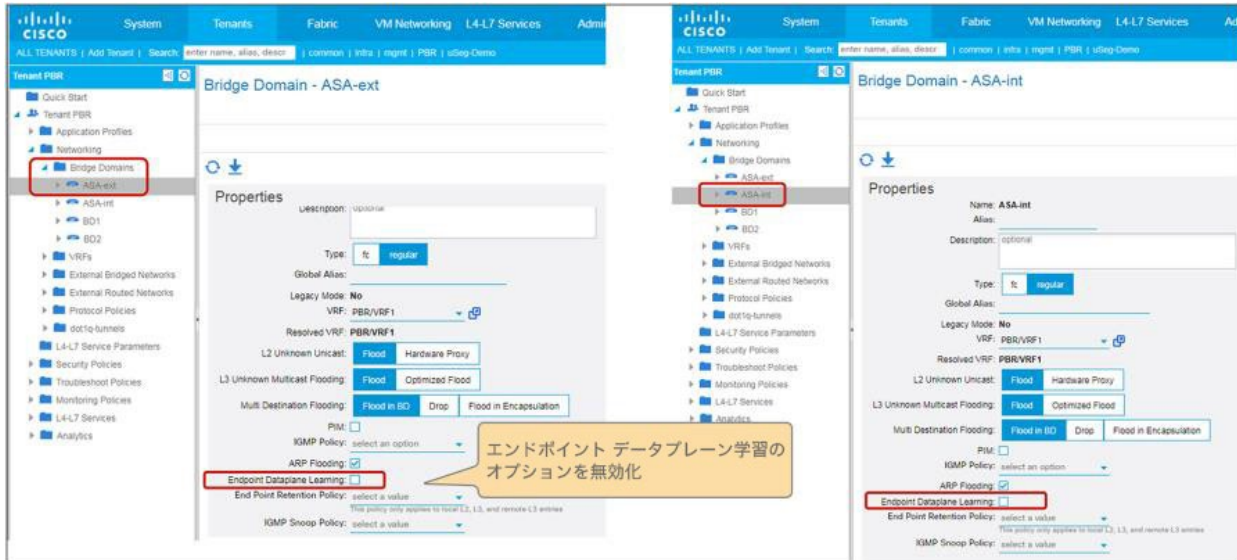 CISCO
System
Tenants
Fabric
VM Networking
L4-L7 Services
Admin
ALL TENANTS | Add Tenant | Search: enter name, alias, descr | common | infra | mgmt | PBR | uSeg-Demo
Tenant PBR
Quick Start
Tenant PBR
Application Profiles
Networking
Bridge Domains
ASA-ext
ASA-int
BD1
BD2
VRFs
External Bridged Networks
External Routed Networks
Protocol Policies
dot1q-tunnels
L4-L7 Service Parameters
Security Policies
Troubleshoot Policies
Monitoring Policies
L4-L7 Services
Analytics
Bridge Domain - ASA-ext
Properties
Description: optional
Type: fc regular
Global Alias:
Legacy Mode: No
VRF: PBR/VRF1
Resolved VRF: PBR/VRF1
L2 Unknown Unicast: Flood Hardware Proxy
L3 Unknown Multicast Flooding: Flood Optimized Flood
Multi Destination Flooding: Flood in BD Drop Flood in Encapsulation
PIM:
IGMP Policy: select an option
ARP Flooding:
Endpoint Dataplane Learning:
End Point Retention Policy: select a value
This policy only applies to local L2, L3, and remote L3 entries
IGMP Snoop Policy: select a value
エンドポイント データプレーン学習の
オプションを無効化
CISCO
System
Tenants
Fabric
VM Networking
L4-L7 Services
Ad
ALL TENANTS | Add Tenant | Search: enter name, alias, descr | common | infra | mgmt | PBR | uSeg-Demo
Tenant PBR
Quick Start
Tenant PBR
Application Profiles
Networking
Bridge Domains
ASA-ext
ASA-int
BD1
BD2
VRFs
External Bridged Networks
External Routed Networks
Protocol Policies
dot1q-tunnels
L4-L7 Service Parameters
Security Policies
Troubleshoot Policies
Monitoring Policies
L4-L7 Services
Analytics
Bridge Domain - ASA-int
Properties
Name: ASA-int
Alias:
Description: optional
Type: fc regular
Global Alias:
Legacy Mode: No
VRF: PBR/VRF1
Resolved VRF: PBR/VRF1
L2 Unknown Unicast: Flood Hardware Proxy
L3 Unknown Multicast Flooding: Flood Optimized Flood
Multi Destination Flooding: Flood in BD Drop Flood in Encapsulation
PIM:
IGMP Policy: select an option
ARP Flooding:
Endpoint Dataplane Learning:
End Point Retention Policy: select a value
This policy only applies to local L2, L3, and remote L3 entries
IGMP Snoop Policy: select a value